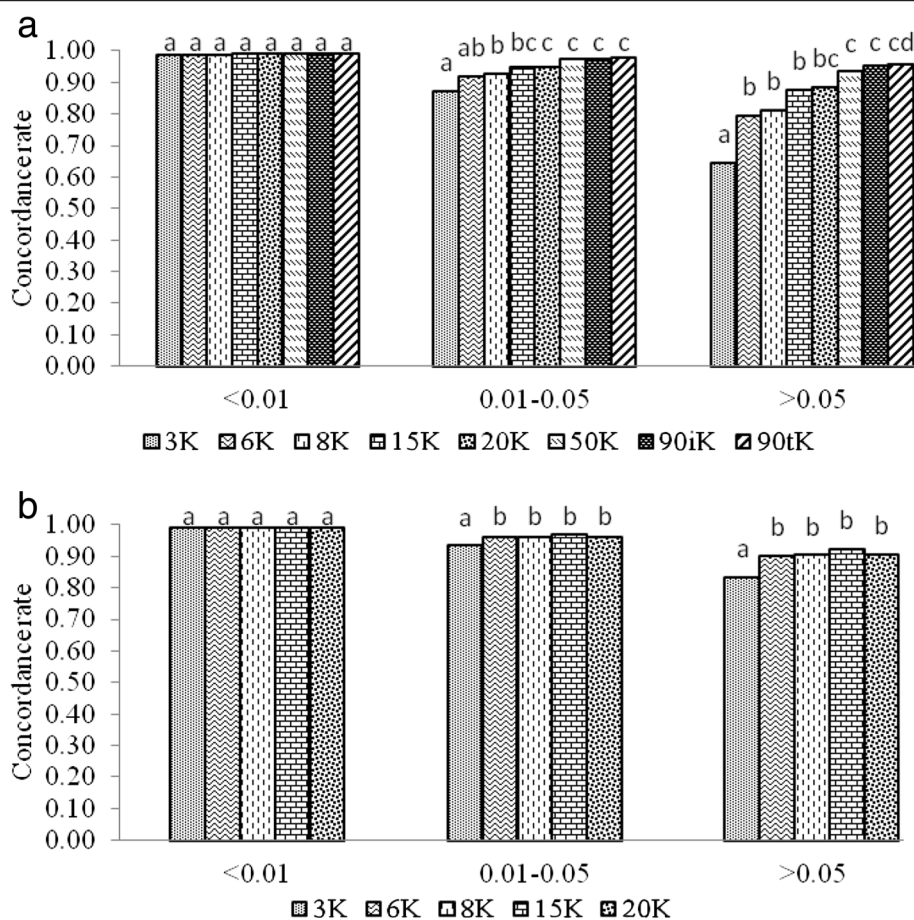 a
1.00
0.90
0.80
0.70
0.60
0.50
0.40
0.30
0.20
0.10
0.00
Concordancerate
a a a a a a a a
a ab b bc c c c c
a b b b bc c c cd
<0.01 0.01-0.05 >0.05
3K 6K 8K 15K 20K 50K 90iK 90tK
b
1.00
0.90
0.80
0.70
0.60
0.50
0.40
0.30
0.20
0.10
0.00
Concordancerate
a a a a a
a b b b b
a b b b b
<0.01 0.01-0.05 >0.05
3K 6K 8K 15K 20K